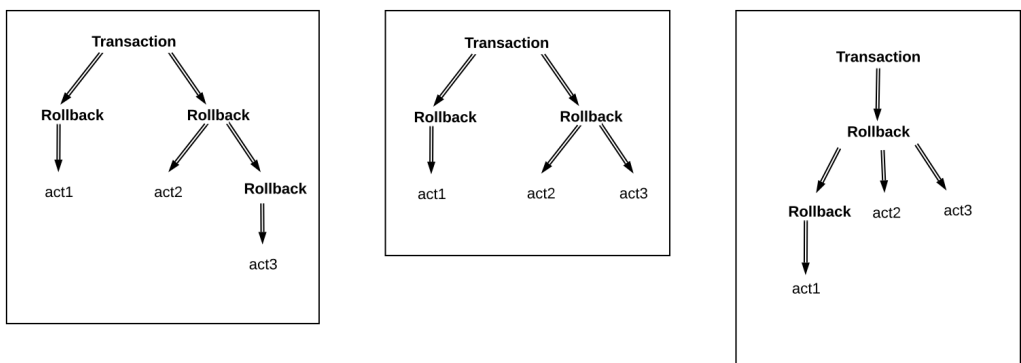 Transaction
Rollback Rollback
act1 act2 Rollback
act3
Transaction
Rollback Rollback
act1 act2 act3
Transaction
Rollback
Rollback act2 act3
act1